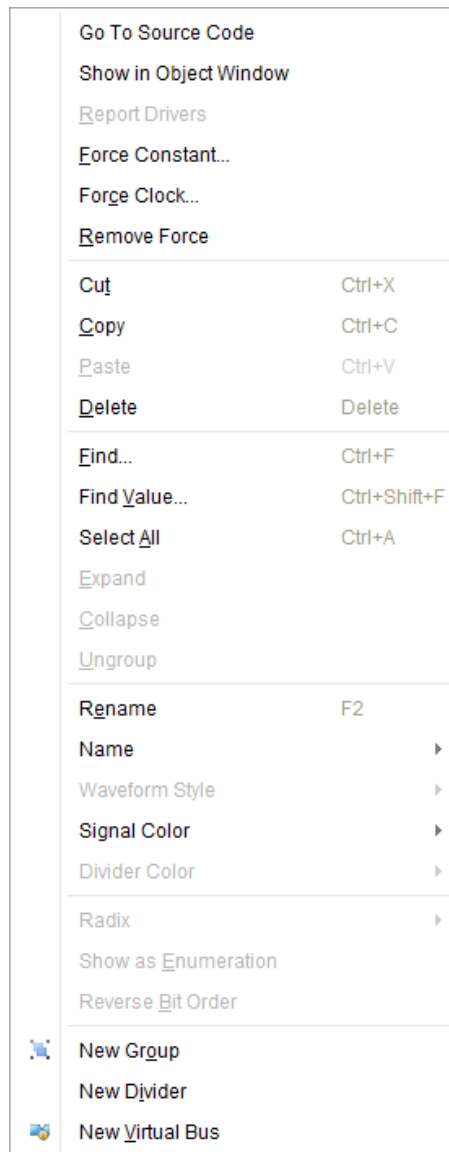 Go To Source Code
Show in Object Window
Report Drivers
Force Constant...
Force Clock...
Remove Force
Cut Ctrl+X
Copy Ctrl+C
Paste Ctrl+V
Delete Delete
Find... Ctrl+F
Find Value... Ctrl+Shift+F
Select All Ctrl+A
Expand
Collapse
Ungroup
Rename F2
Name
Waveform Style
Signal Color
Divider Color
Radix
Show as Enumeration
Reverse Bit Order
New Group
New Divider
New Virtual Bus